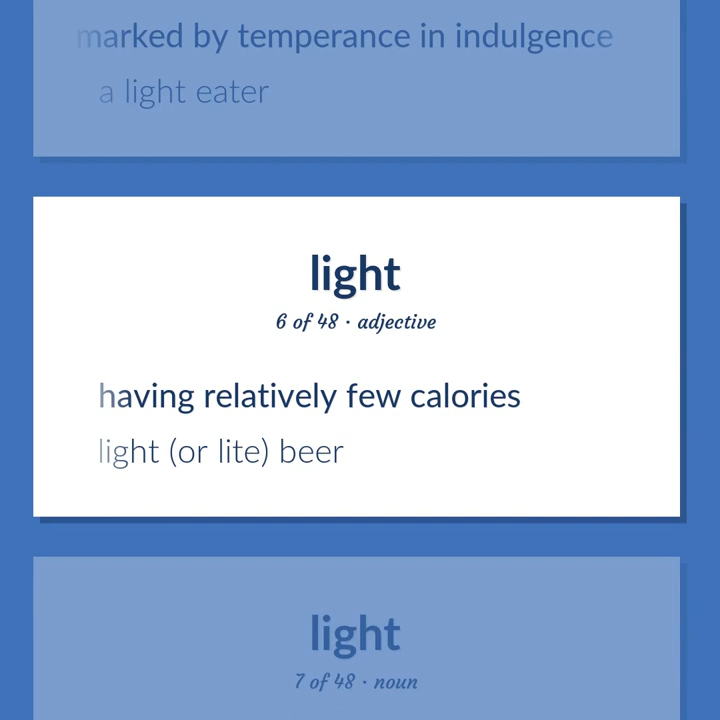 marked by temperance in indulgence
a light eater
light
6 of 48 · adjective
having relatively few calories
light (or lite) beer
light
7 of 48 · noun